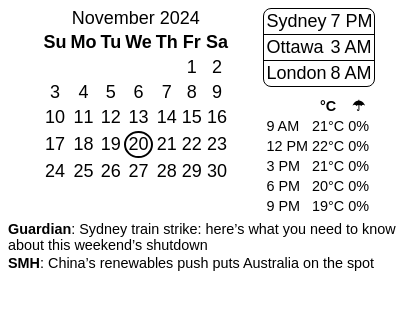 November 2024
Su Mo Tu We Th Fr Sa
1 2
3 4 5 6 7 8 9
10 11 12 13 14 15 16
17 18 19 20 21 22 23
24 25 26 27 28 29 30
Sydney 7 PM
Ottawa 3 AM
London 8 AM
°C ☂
9 AM 21°C 0%
12 PM 22°C 0%
3 PM 21°C 0%
6 PM 20°C 0%
9 PM 19°C 0%
Guardian: Sydney train strike: here’s what you need to know
about this weekend’s shutdown
SMH: China’s renewables push puts Australia on the spot